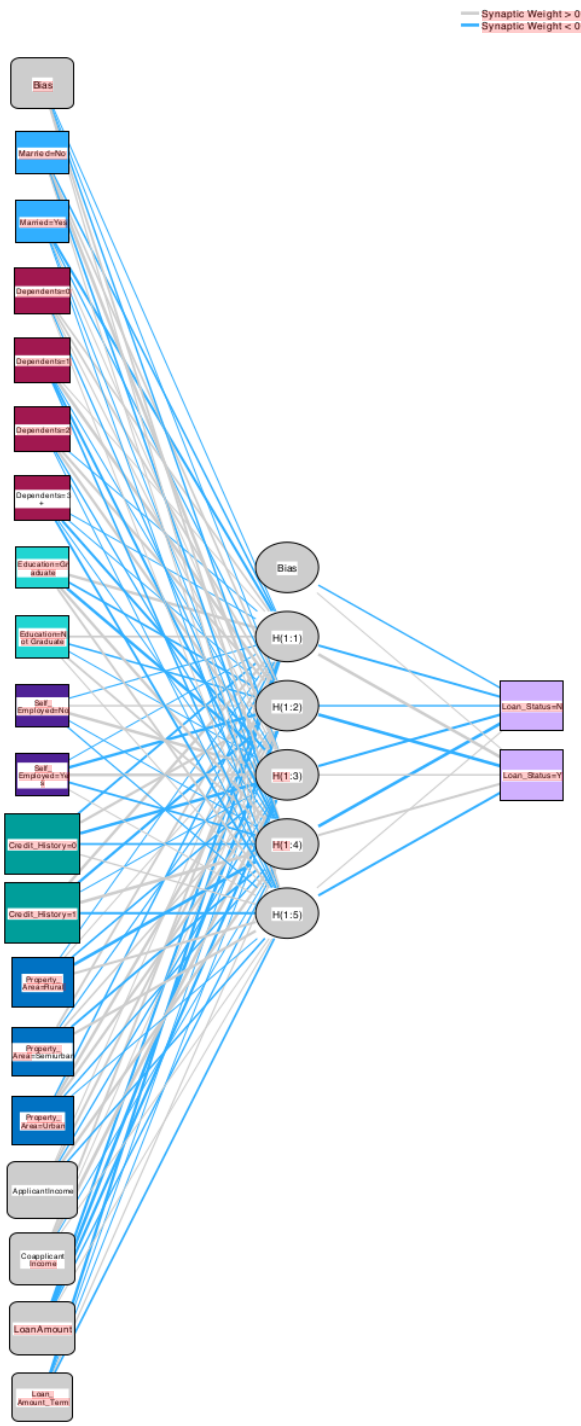 Synaptic Weight > 0
Synaptic Weight < 0
Bias
Married=No
Married=Yes
Dependents=0
Dependents=1
Dependents=2
Dependents=3
+
Education=Gr
aduate
Education=N
ot Graduate
Self_
Employed=No
Self_
Employed=Ye
s
Credit_History=0
Credit_History=1
Property_
Area=Rural
Property_
Area=Semiurban
Property_
Area=Urban
ApplicantIncome
Coapplicant
Income
LoanAmount
Loan_
Amount_Term
Bias
H(1:1)
H(1:2)
H(1:3)
H(1:4)
H(1:5)
Loan_Status=N
Loan_Status=Y